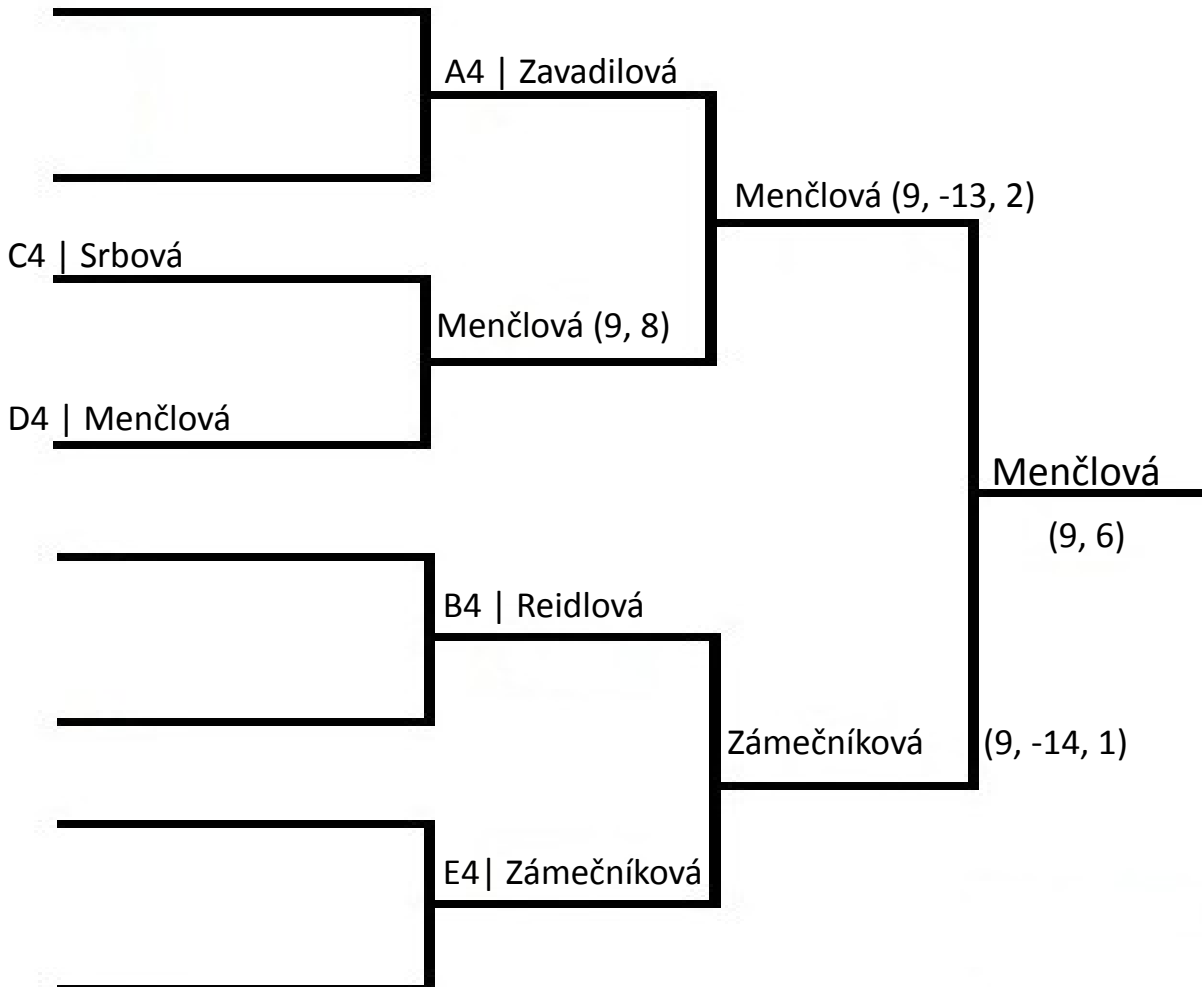 A4 | Zavadilová
Menčlová (9, -13, 2)
C4 | Srbová
Menčlová (9, 8)
D4 | Menčlová
Menčlová
(9, 6)
B4 | Reidlová
Zámečníková (9, -14, 1)
E4| Zámečníková